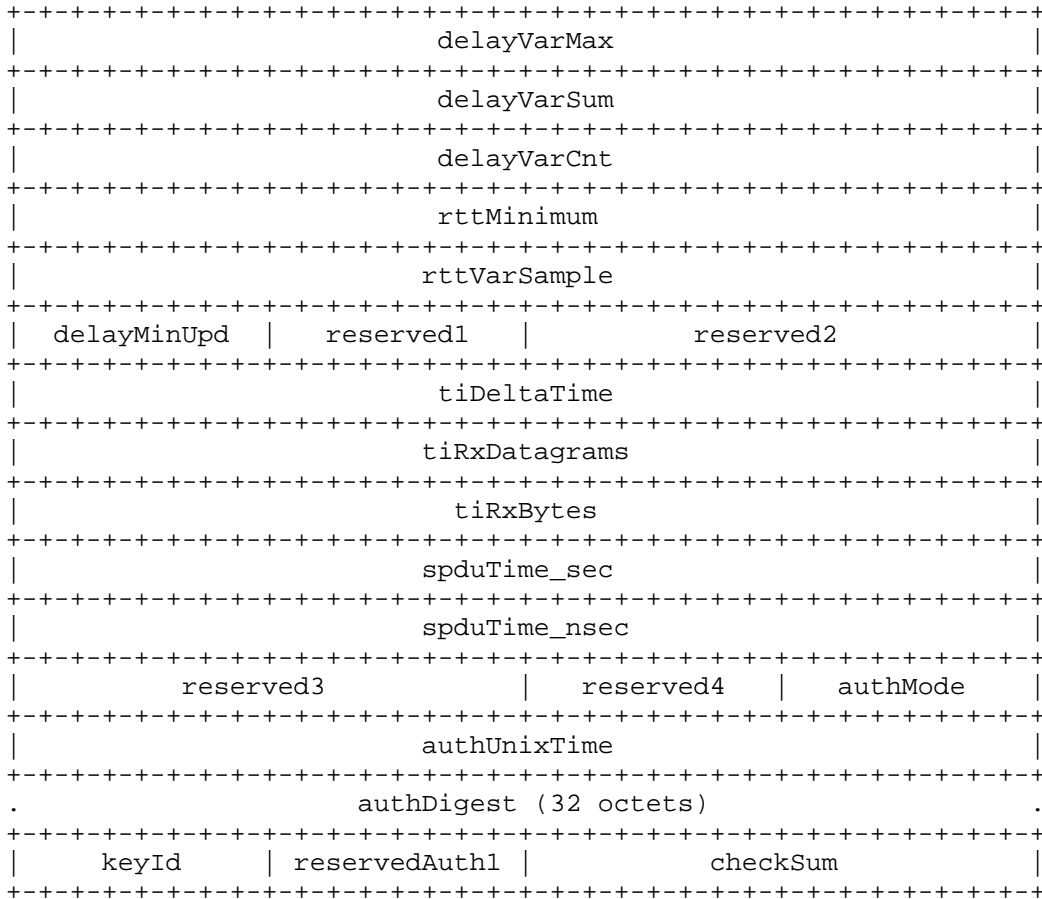 +-+-+-+-+-+-+-+-+-+-+-+-+-+-+-+-+-+-+-+-+-+-+-+-+-+-+-+-+-+-+-+-+
|                          delayVarMax                          |
+-+-+-+-+-+-+-+-+-+-+-+-+-+-+-+-+-+-+-+-+-+-+-+-+-+-+-+-+-+-+-+-+
|                          delayVarSum                          |
+-+-+-+-+-+-+-+-+-+-+-+-+-+-+-+-+-+-+-+-+-+-+-+-+-+-+-+-+-+-+-+-+
|                          delayVarCnt                          |
+-+-+-+-+-+-+-+-+-+-+-+-+-+-+-+-+-+-+-+-+-+-+-+-+-+-+-+-+-+-+-+-+
|                          rttMinimum                           |
+-+-+-+-+-+-+-+-+-+-+-+-+-+-+-+-+-+-+-+-+-+-+-+-+-+-+-+-+-+-+-+-+
|                         rttVarSample                          |
+-+-+-+-+-+-+-+-+-+-+-+-+-+-+-+-+-+-+-+-+-+-+-+-+-+-+-+-+-+-+-+-+
|  delayMinUpd  |   reserved1   |          reserved2            |
+-+-+-+-+-+-+-+-+-+-+-+-+-+-+-+-+-+-+-+-+-+-+-+-+-+-+-+-+-+-+-+-+
|                          tiDeltaTime                          |
+-+-+-+-+-+-+-+-+-+-+-+-+-+-+-+-+-+-+-+-+-+-+-+-+-+-+-+-+-+-+-+-+
|                         tiRxDatagrams                         |
+-+-+-+-+-+-+-+-+-+-+-+-+-+-+-+-+-+-+-+-+-+-+-+-+-+-+-+-+-+-+-+-+
|                           tiRxBytes                           |
+-+-+-+-+-+-+-+-+-+-+-+-+-+-+-+-+-+-+-+-+-+-+-+-+-+-+-+-+-+-+-+-+
|                         spduTime_sec                          |
+-+-+-+-+-+-+-+-+-+-+-+-+-+-+-+-+-+-+-+-+-+-+-+-+-+-+-+-+-+-+-+-+
|                         spduTime_nsec                         |
+-+-+-+-+-+-+-+-+-+-+-+-+-+-+-+-+-+-+-+-+-+-+-+-+-+-+-+-+-+-+-+-+
|          reserved3            |   reserved4   |   authMode    |
+-+-+-+-+-+-+-+-+-+-+-+-+-+-+-+-+-+-+-+-+-+-+-+-+-+-+-+-+-+-+-+-+
|                         authUnixTime                          |
+-+-+-+-+-+-+-+-+-+-+-+-+-+-+-+-+-+-+-+-+-+-+-+-+-+-+-+-+-+-+-+-+
.                     authDigest (32 octets)                    .
+-+-+-+-+-+-+-+-+-+-+-+-+-+-+-+-+-+-+-+-+-+-+-+-+-+-+-+-+-+-+-+-+
|     keyId     | reservedAuth1 |           checkSum            |
+-+-+-+-+-+-+-+-+-+-+-+-+-+-+-+-+-+-+-+-+-+-+-+-+-+-+-+-+-+-+-+-+